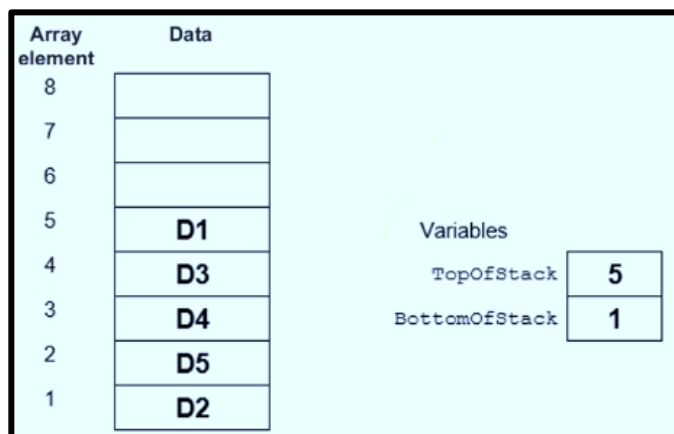 Array element Data
8
7
6
5 D1
Variables
4 D3 TopOfStack 5
3 D4 BottomOfStack 1
2 D5
1 D2